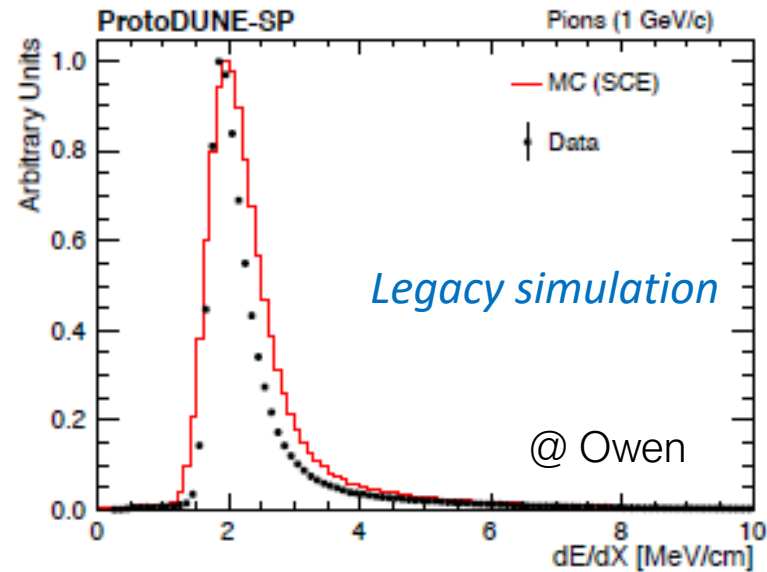 ProtoDUNE-SP
Pions (1 GeV/c)
Arbitrary Units
1.0
0.8
0.6
0.4
0.2
0.0
MC (SCE)
Data
Legacy simulation
@ Owen
0
2
4
6
8
10
dE/dX [MeV/cm]